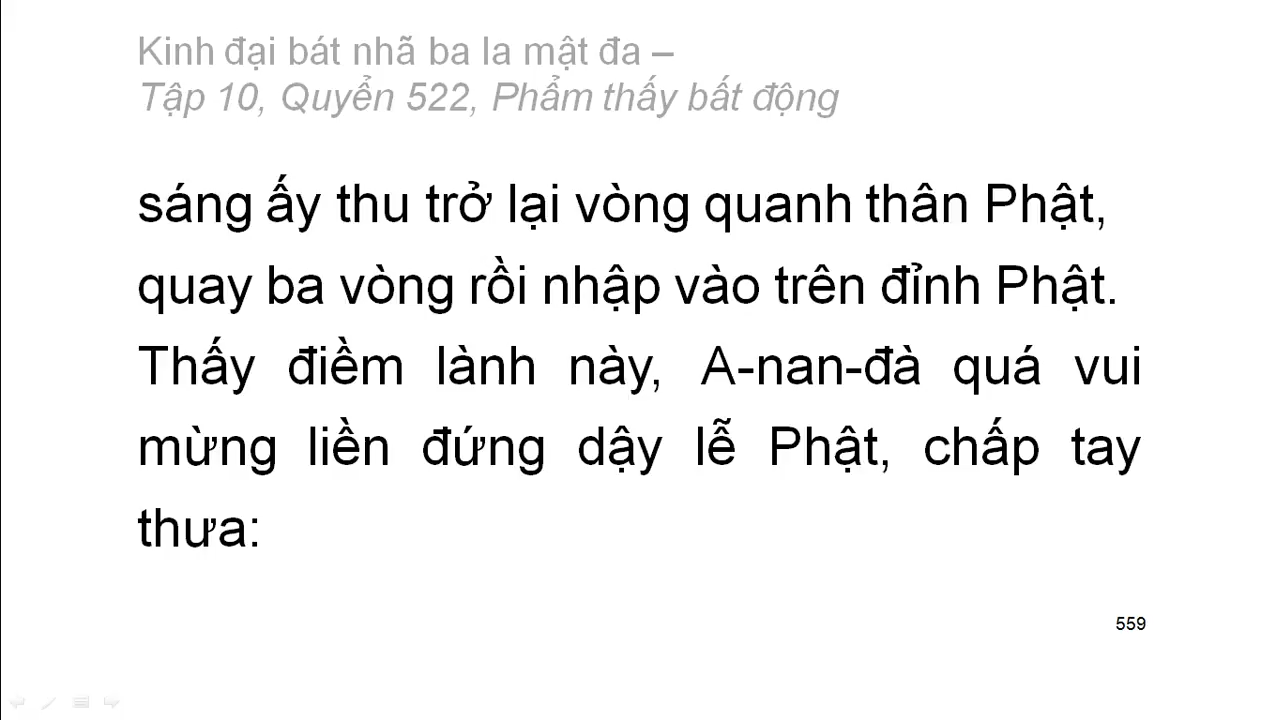 Kinh đại bát nhã ba la mật đa –
Tập 10, Quyển 522, Phẩm thấy bất động
sáng ấy thu trở lại vòng quanh thân Phật,
quay ba vòng rồi nhập vào trên đỉnh Phật.
Thấy điềm lành này, A-nan-đà quá vui
mừng liền đứng dậy lễ Phật, chấp tay
thưa:
559